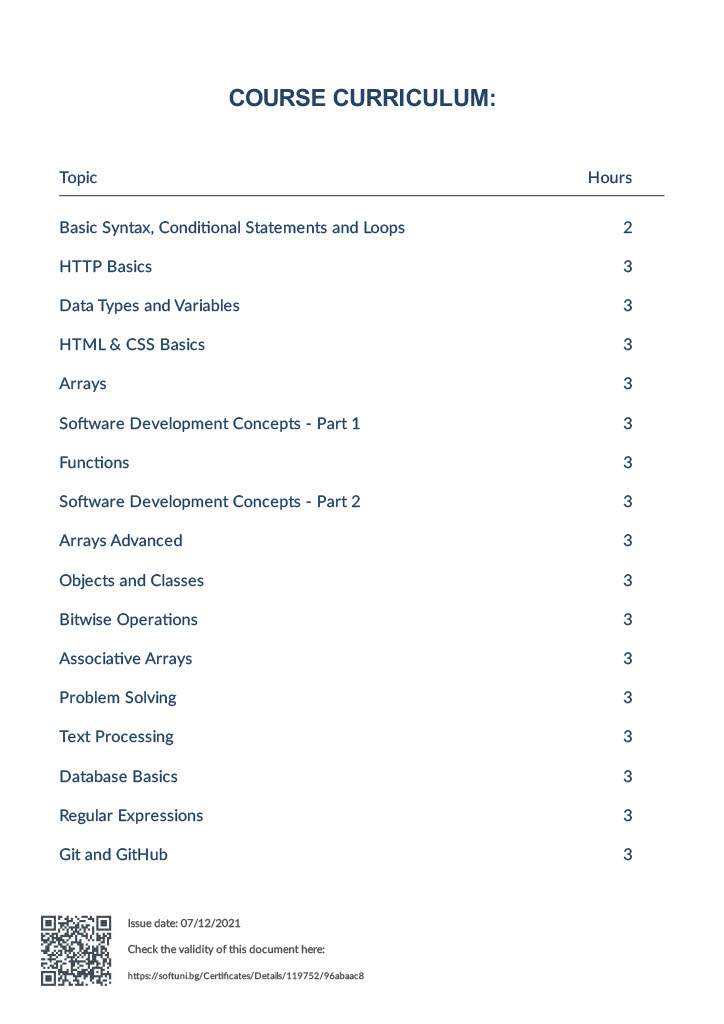 COURSE CURRICULUM:
Topic Hours
Basic Syntax, Conditional Statements and Loops 2
HTTP Basics 3
Data Types and Variables 3
HTML & CSS Basics 3
Arrays 3
Software Development Concepts - Part 1 3
Functions 3
Software Development Concepts - Part 2 3
Arrays Advanced 3
Objects and Classes 3
Bitwise Operations 3
Associative Arrays 3
Problem Solving 3
Text Processing 3
Database Basics 3
Regular Expressions 3
Git and GitHub 3
Issue date: 07/12/2021
Check the validity of this document here:
https://softuni.bg/Certificates/Details/119752/96abaac8